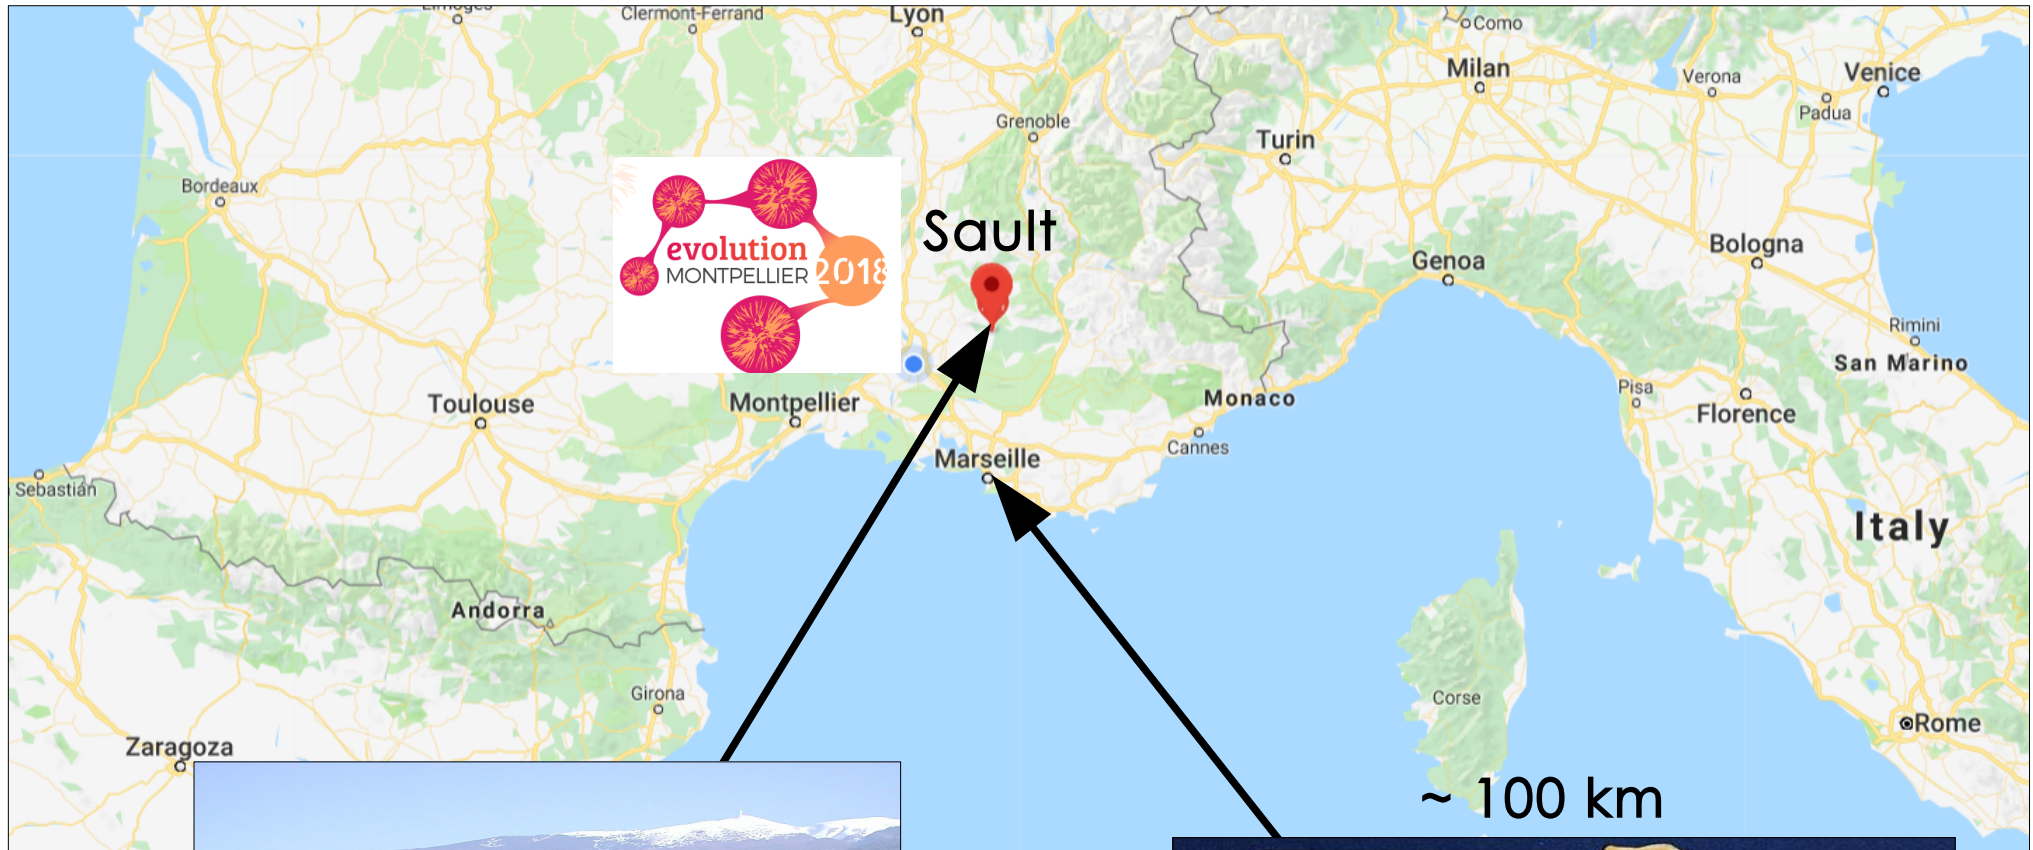 Limoges
Clermont-Ferrand
Lyon
Como
Milan
Verona
Venice
Padua
Grenoble
Turin
Bordeaux
Sault
evolution
MONTPELLIER 2018
Bologna
Genoa
Rimini
San Marino
Pisa
Monaco
Florence
Toulouse
Montpellier
Cannes
Marseille
Sebastián
Italy
Andorra
Girona
Corse
Rome
Zaragoza
~ 100 km